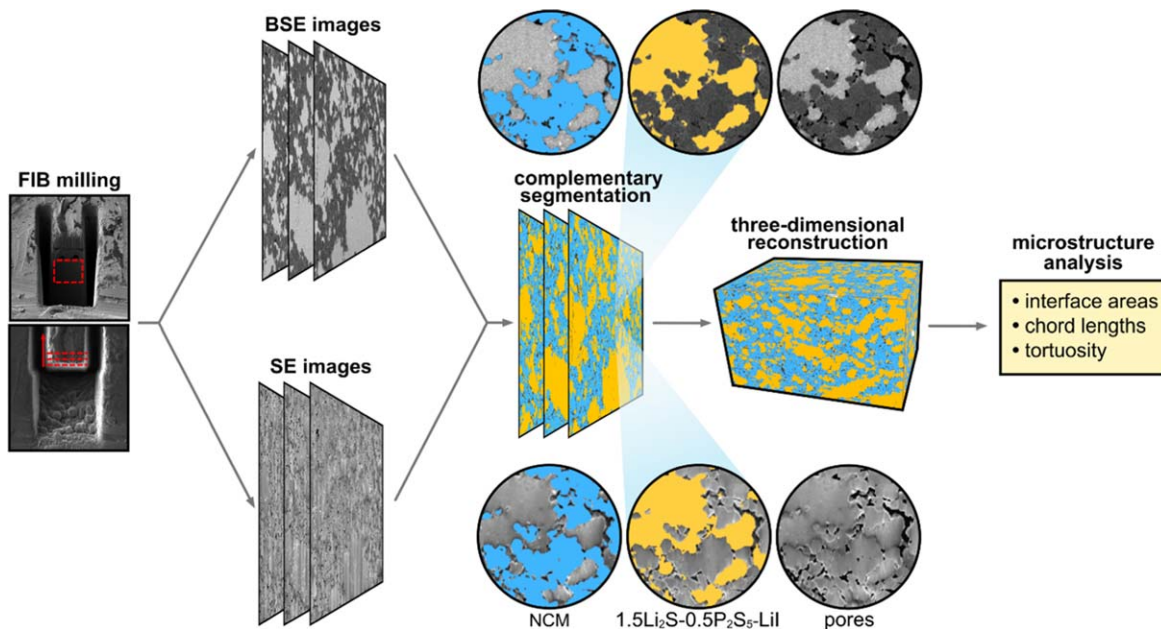 FIB milling
BSE images
SE images
complementary
segmentation
three-dimensional
reconstruction
microstructure
analysis
• interface areas
• chord lengths
• tortuosity
NCM
1.5Li₂S-0.5P₂S₅-LiI
pores